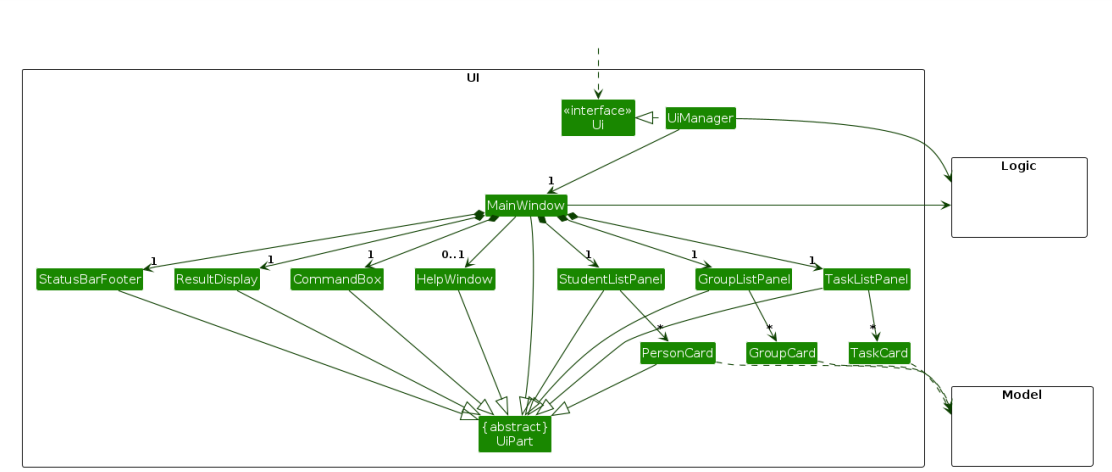 UI
«interface»
Ui
UiManager
Logic
1
MainWindow
1
1
1
0..1
1
1
1
StatusBarFooter
ResultDisplay
CommandBox
HelpWindow
StudentListPanel
GroupListPanel
TaskListPanel
*
*
*
PersonCard
GroupCard
TaskCard
Model
{abstract}
UiPart